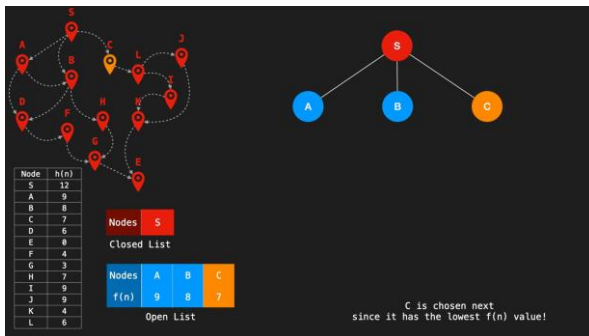 S
A
B
C
L
J
I
D
F
H
K
G
E
S
A
B
C
Node h(n)
S 12
A 9
B 8
C 7
D 6
E 0
F 4
G 3
H 7
I 9
J 9
K 4
L 6
Nodes S
Closed List
Nodes A B C
f(n) 9 8 7
Open List
C is chosen next
since it has the lowest f(n) value!